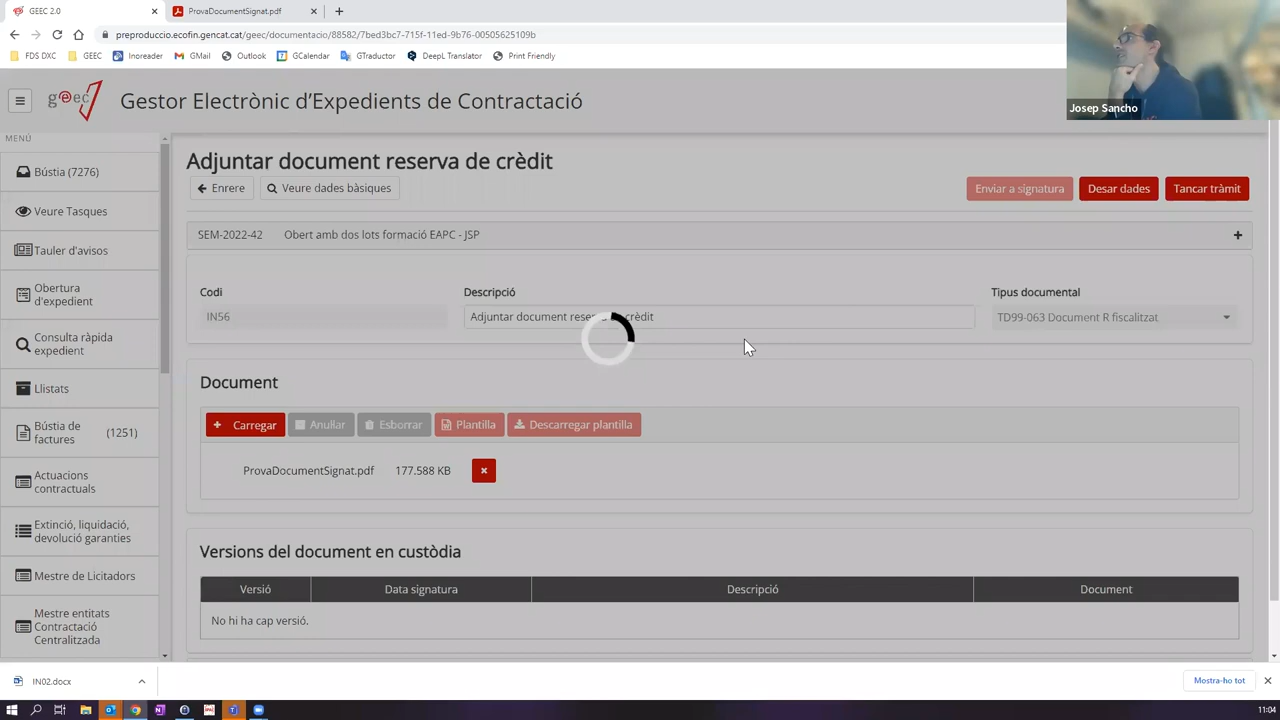 GEEC 2.0
ProvaDocumentSignat.pdf
preproduccio.ecofin.gencat.cat/geec/documentacio/88582/7bed3bc7-715f-11ed-9b76-00505625109b
FDS DXC
GEEC
Inoreader
GMail
Outlook
GCalendar
GTraductor
DeepL Translator
Print Friendly
Josep Sancho
geec
Gestor Electrònic d'Expedients de Contractació
MENÚ
Bústia (7276)
Veure Tasques
Tauler d'avisos
Obertura
d'expedient
Consulta ràpida
expedient
Llistats
Bústia de
factures
(1251)
Actuacions
contractuals
Extinció, liquidació,
devolució garanties
Mestre de Licitadors
Mestre entitats
Contractació
Centralitzada
Adjuntar document reserva de crèdit
Enrere
Veure dades bàsiques
Enviar a signatura
Desar dades
Tancar tràmit
SEM-2022-42 Obert amb dos lots formació EAPC - JSP
Codi
Descripció
Tipus documental
IN56
Adjuntar document reserva de crèdit
TD99-063 Document R fiscalitzat
Document
Carregar
Anul·lar
Esborrar
Plantilla
Descarregar plantilla
ProvaDocumentSignat.pdf 177.588 KB
Versions del document en custòdia
Versió
Data signatura
Descripció
Document
No hi ha cap versió.
IN02.docx
Mostra-ho tot
11:04